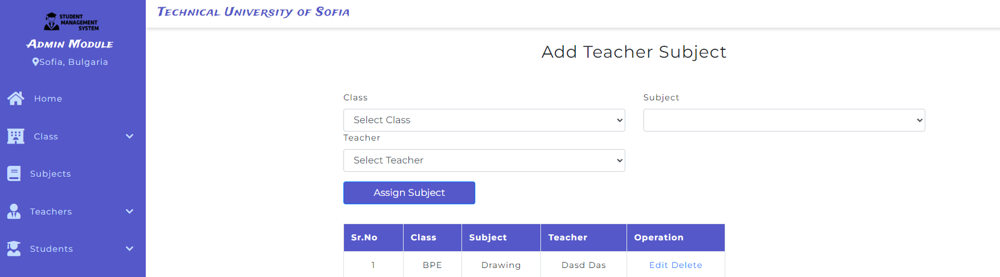 STUDENT
MANAGEMENT
SYSTEM
Admin Module
Sofia, Bulgaria
Home
Class
Subjects
Teachers
Students
Technical University of Sofia
Add Teacher Subject
Class Subject
Select Class
Teacher
Select Teacher
Assign Subject
Sr.No Class Subject Teacher Operation
1 BPE Drawing Dasd Das Edit Delete